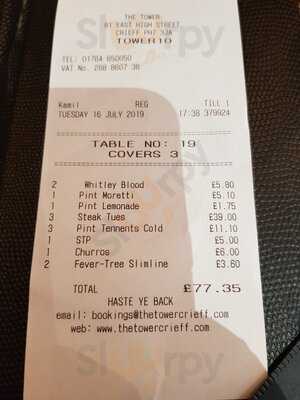 THE TOWER
81 EAST HIGH STREET
CRIEFF PH7 3JA
TOWER10
TEL: 01764 650050
VAT No. 268 8607 38
Kamil REG TILL 1
TUESDAY 16 JULY 2019 17:38 379924
TABLE NO: 19
COVERS 3
2 Whitley Blood £5.80
1 Pint Moretti £5.10
1 Pint Lemonade £1.75
3 Steak Tues £39.00
3 Pint Tennents Cold £11.10
1 STP £5.00
1 Churros £6.00
2 Fever-Tree Slimline £3.60
TOTAL £77.35
HASTE YE BACK
email: bookings@thetowercrieff.com
web: www.thetowercrieff.com
Sluurpy
Sluurpy
Sluurpy